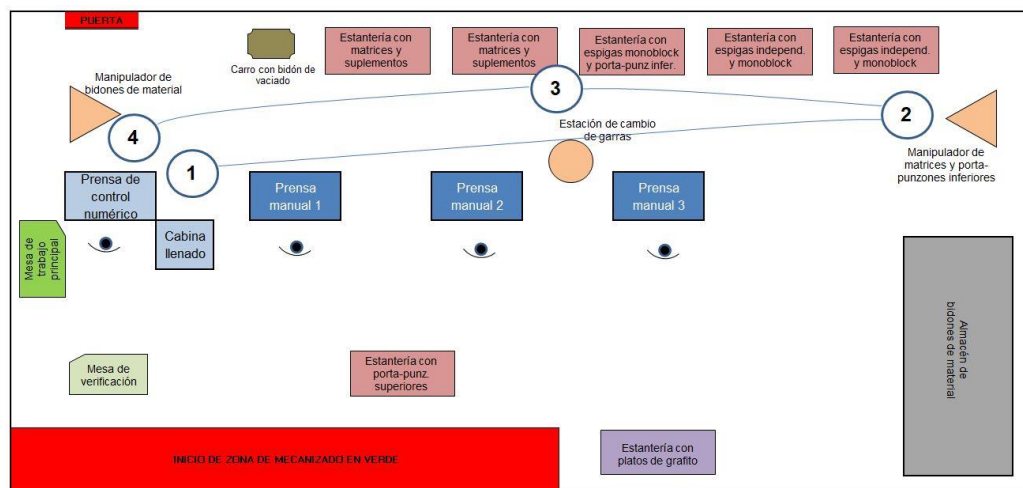 PUERTA
Carro con bidón de
vaciado
Estantería con
matrices y
suplementos
Estantería con
matrices y
suplementos
Estantería con
espigas monoblock
y porta-punz infer.
Estantería con
espigas independ.
y monoblock
Estantería con
espigas independ.
y monoblock
Manipulador de
bidones de material
4
3
2
1
Estación de cambio
de garras
Manipulador de
matrices y porta-
punzones inferiores
Prensa de
control
numérico
Prensa
manual 1
Prensa
manual 2
Prensa
manual 3
Cabina
llenado
Mesa de
trabajo
principal
Almacén de
bidones de material
Mesa de
verificación
Estantería con
porta-punz.
superiores
INICIO DE ZONA DE MECANIZADO EN VERDE
Estantería con
platos de grafito